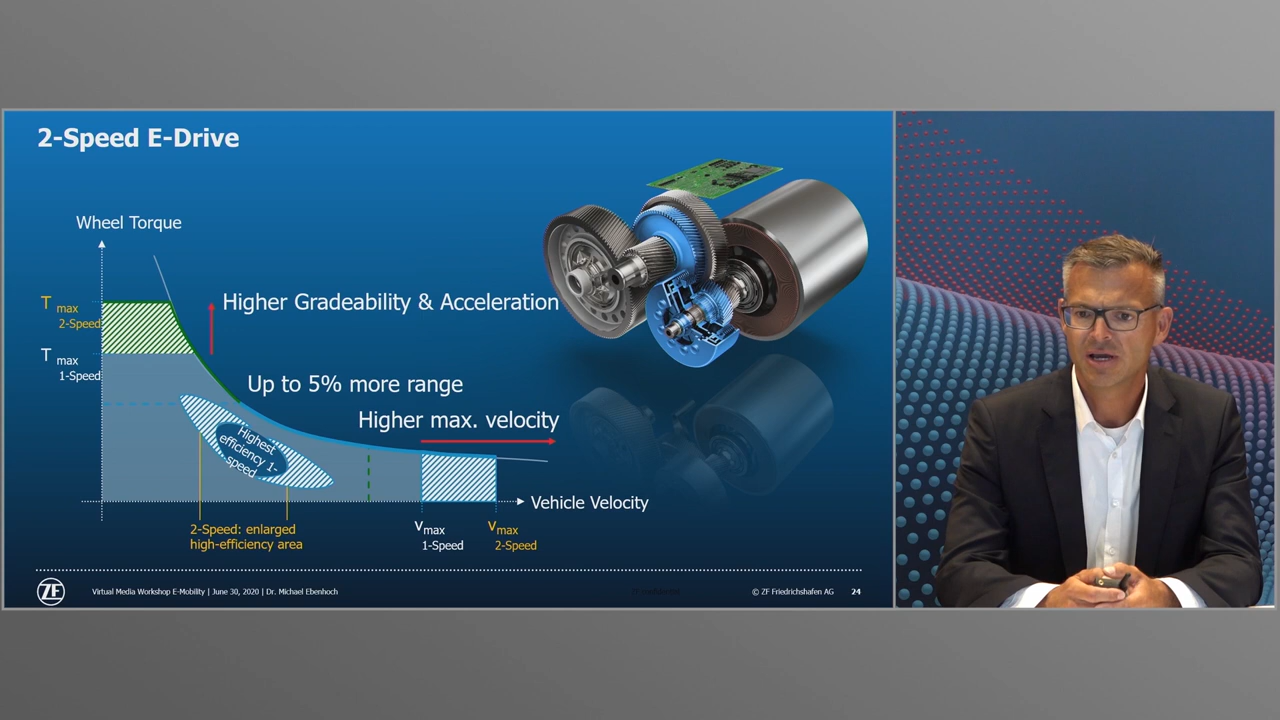 2-Speed E-Drive
Wheel Torque
T max
2-Speed
T max
1-Speed
Higher Gradeability & Acceleration
Up to 5% more range
Higher max. velocity
Highest
efficiency 1-
speed
Vehicle Velocity
2-Speed: enlarged
high-efficiency area
vmax
1-Speed
vmax
2-Speed
ZF
Virtual Media Workshop E-Mobility | June 30, 2020 | Dr. Michael Ebenhoch
© ZF Friedrichshafen AG
24